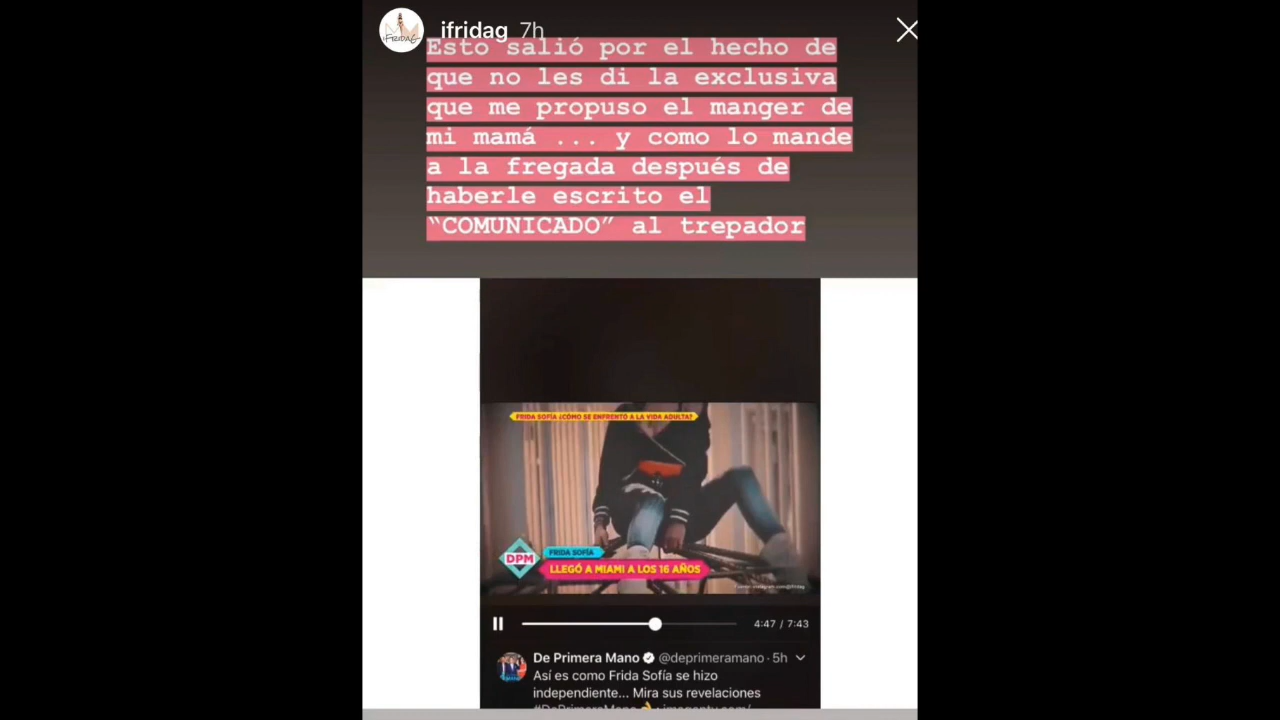 ifridag 7h
Esto salió por el hecho de
que no les di la exclusiva
que me propuso el manger de
mi mamá ... y como lo mande
a la fregada después de
haberle escrito el
“COMUNICADO” al trepador
FRIDA SOFÍA ¿CÓMO SE ENFRENTÓ A LA VIDA ADULTA?
DPM
FRIDA SOFÍA
LLEGÓ A MIAMI A LOS 16 AÑOS
4:47 / 7:43
De Primera Mano @deprimeramano · 5h
Así es como Frida Sofía se hizo
independiente... Mira sus revelaciones
#DePrimeraMano